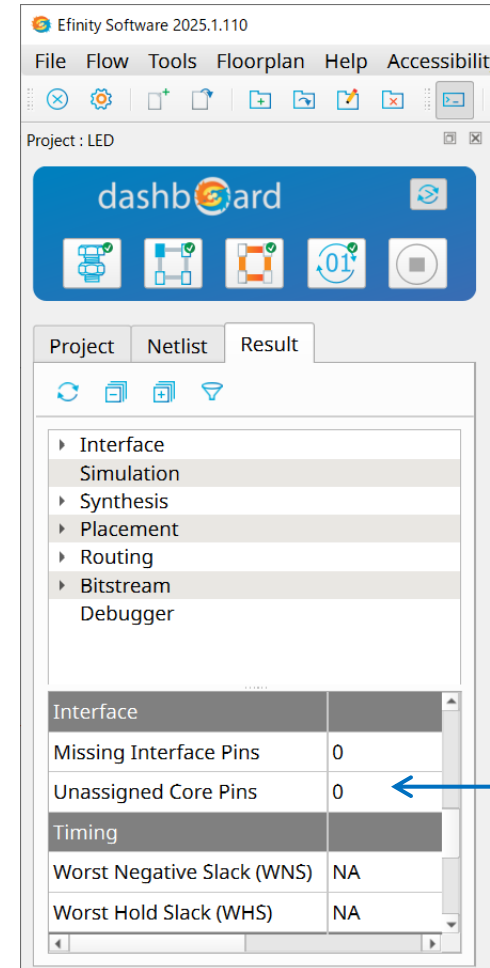 Efinity Software 2025.1.110
File Flow Tools Floorplan Help Accessibilit
Project : LED
dashboard
01
Project Netlist Result
Interface
Simulation
Synthesis
Placement
Routing
Bitstream
Debugger
Interface
Missing Interface Pins 0
Unassigned Core Pins 0
Timing
Worst Negative Slack (WNS) NA
Worst Hold Slack (WHS) NA